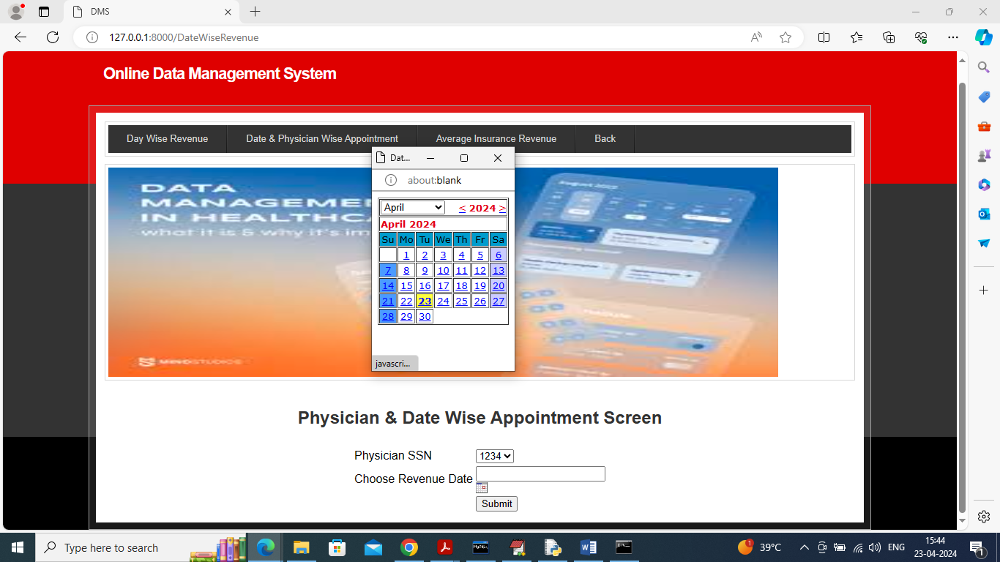 DMS
127.0.0.1:8000/DateWiseRevenue
Online Data Management System
Day Wise Revenue Date & Physician Wise Appointment Average Insurance Revenue Back
Dat...
about:blank
April < 2024 >
April 2024
Su Mo Tu We Th Fr Sa
1 2 3 4 5 6
7 8 9 10 11 12 13
14 15 16 17 18 19 20
21 22 23 24 25 26 27
28 29 30
javascri...
DATA
MANAGEME
IN HEALTHC
what it is & why it's im
August 2022
MINDSTUDIOS
Physician & Date Wise Appointment Screen
Physician SSN 1234
Choose Revenue Date
Submit
Type here to search
39°C
ENG
15:44
23-04-2024
1